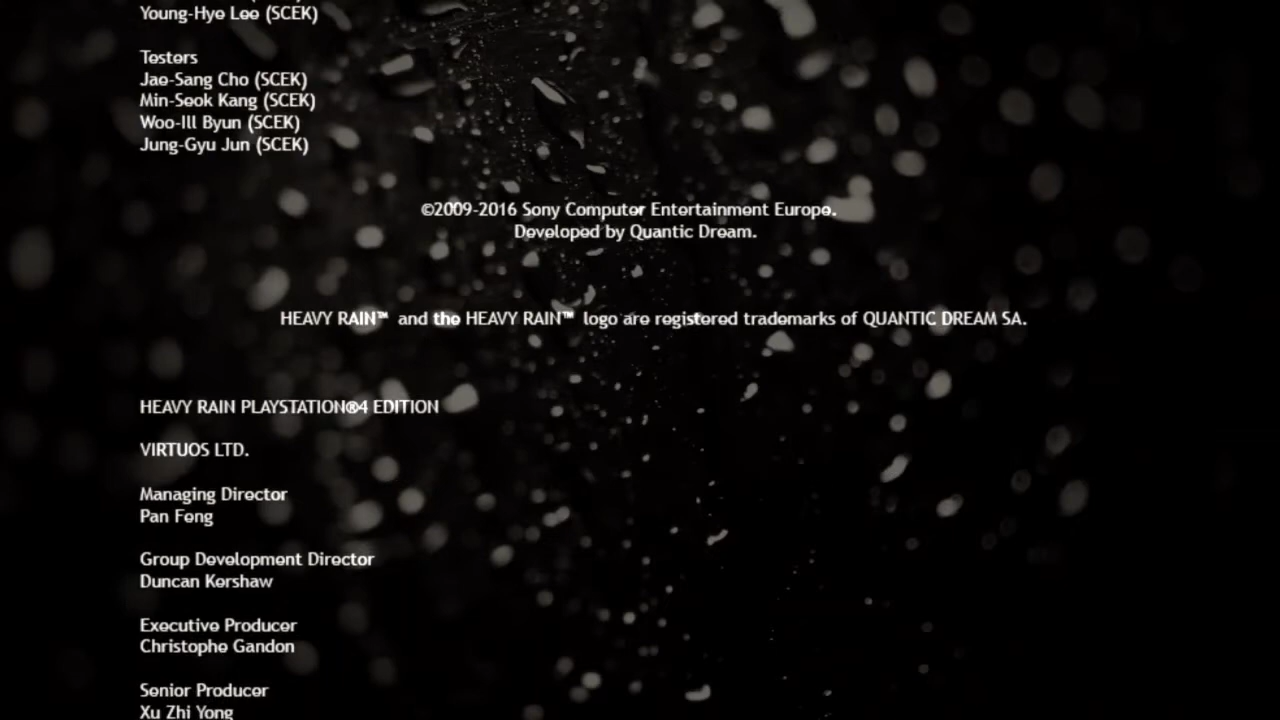 Young-Hye Lee (SCEK)
Testers
Jae-Sang Cho (SCEK)
Min-Seok Kang (SCEK)
Woo-Ill Byun (SCEK)
Jung-Gyu Jun (SCEK)
©2009-2016 Sony Computer Entertainment Europe.
Developed by Quantic Dream.
HEAVY RAIN™ and the HEAVY RAIN™ logo are registered trademarks of QUANTIC DREAM SA.
HEAVY RAIN PLAYSTATION®4 EDITION
VIRTUOS LTD.
Managing Director
Pan Feng
Group Development Director
Duncan Kershaw
Executive Producer
Christophe Gandon
Senior Producer
Xu Zhi Yong